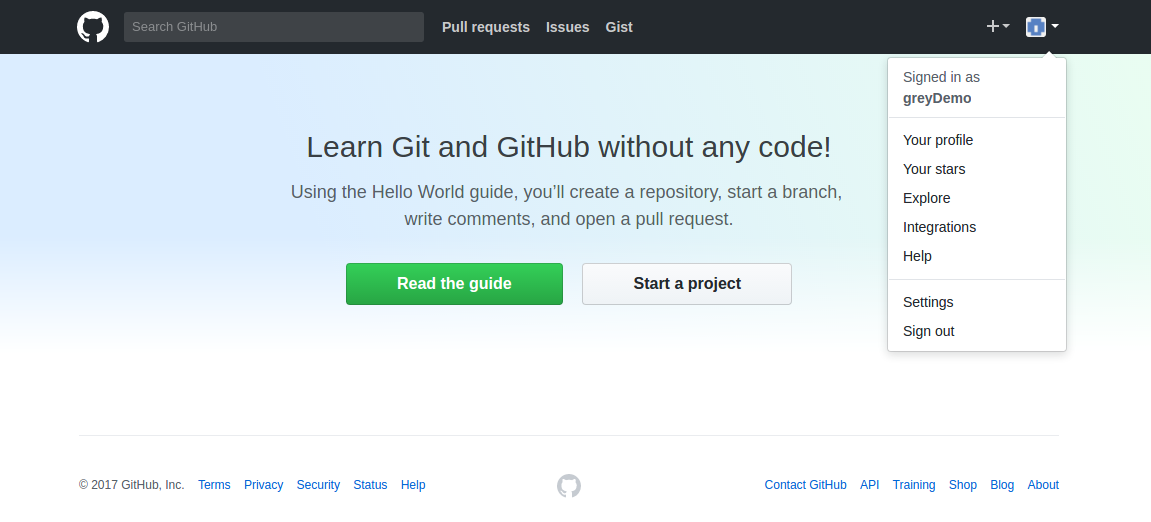 Search GitHub
Pull requests
Issues
Gist
Signed in as
greyDemo
Your profile
Your stars
Explore
Integrations
Help
Settings
Sign out
Learn Git and GitHub without any code!
Using the Hello World guide, you’ll create a repository, start a branch,
write comments, and open a pull request.
Read the guide
Start a project
© 2017 GitHub, Inc. Terms Privacy Security Status Help
Contact GitHub API Training Shop Blog About